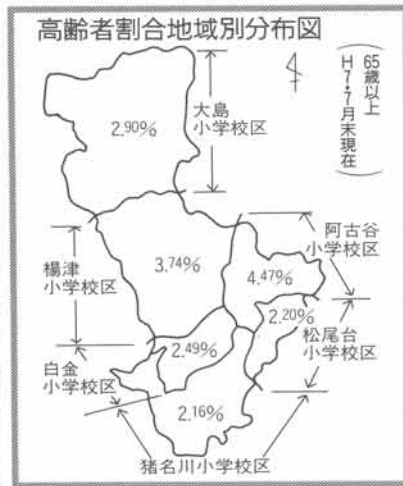 高齢者割合地域別分布図
65歳以上
H7・7月末現在
大島
小学校区
2.90%
阿古谷
小学校区
楊津
小学校区
3.74%
4.47%
2.20%
松尾台
小学校区
2.49%
白金
小学校区
2.16%
猪名川小学校区